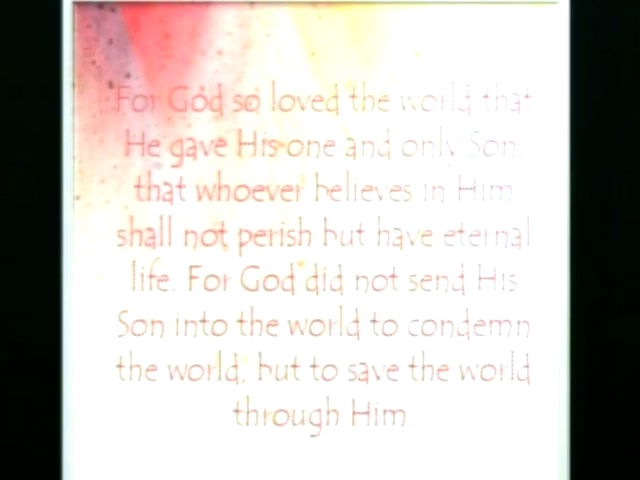 For God so loved the world that
He gave His one and only Son,
that whoever believes in Him
shall not perish but have eternal
life. For God did not send His
Son into the world to condemn
the world, but to save the world
through Him.